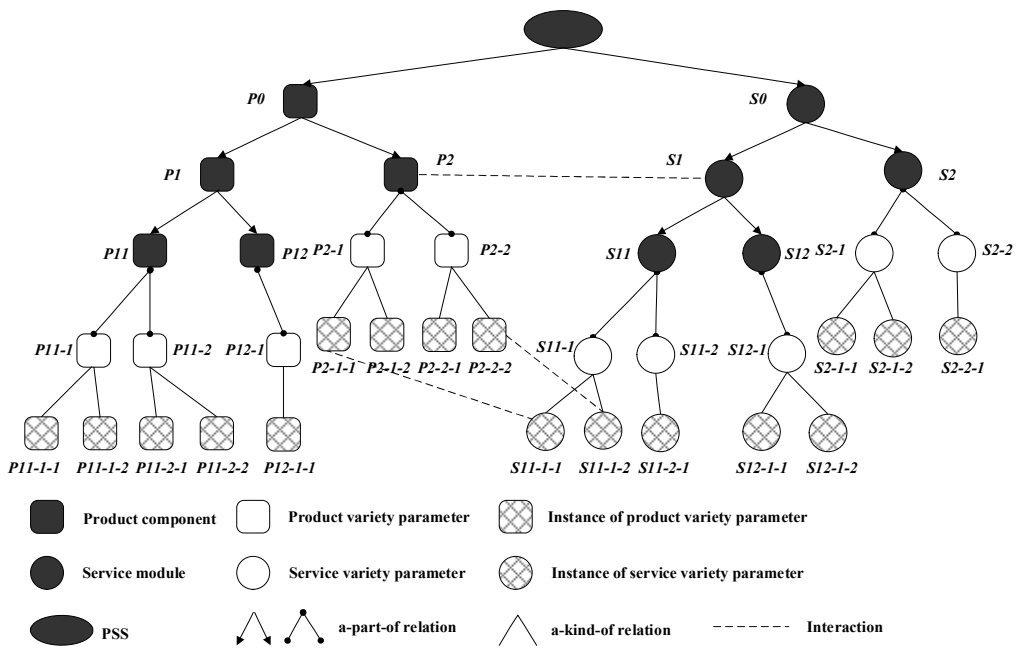 P0
S0
P1
P2
S1
S2
P11
P12
P2-1
P2-2
S11
S12
S2-1
S2-2
P11-1
P11-2
P12-1
P2-1-1
P2-1-2
P2-2-1
P2-2-2
S11-1
S11-2
S12-1
S2-1-1
S2-1-2
S2-2-1
P11-1-1
P11-1-2
P11-2-1
P11-2-2
P12-1-1
S11-1-1
S11-1-2
S11-2-1
S12-1-1
S12-1-2
Product component
Product variety parameter
Instance of product variety parameter
Service module
Service variety parameter
Instance of service variety parameter
PSS
a-part-of relation
a-kind-of relation
Interaction